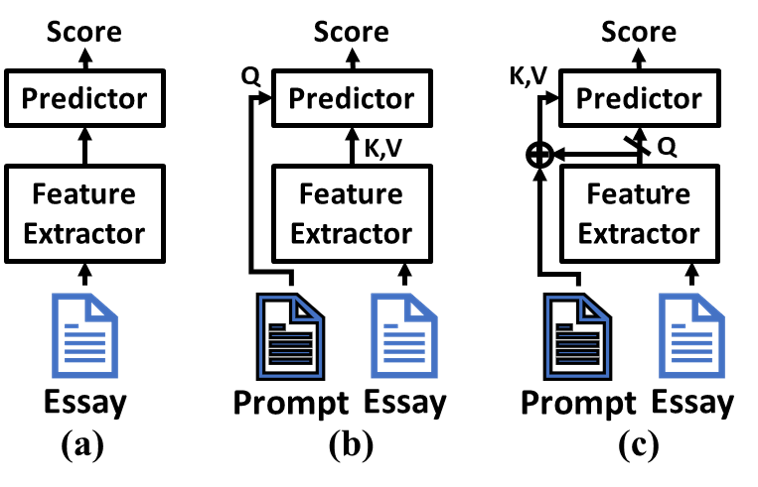 Score
Predictor
Feature
Extractor
Essay
(a)
Score
Q
Predictor
K,V
Feature
Extractor
Prompt Essay
(b)
Score
K,V
Predictor
Q
Feature
Extractor
Prompt Essay
(c)